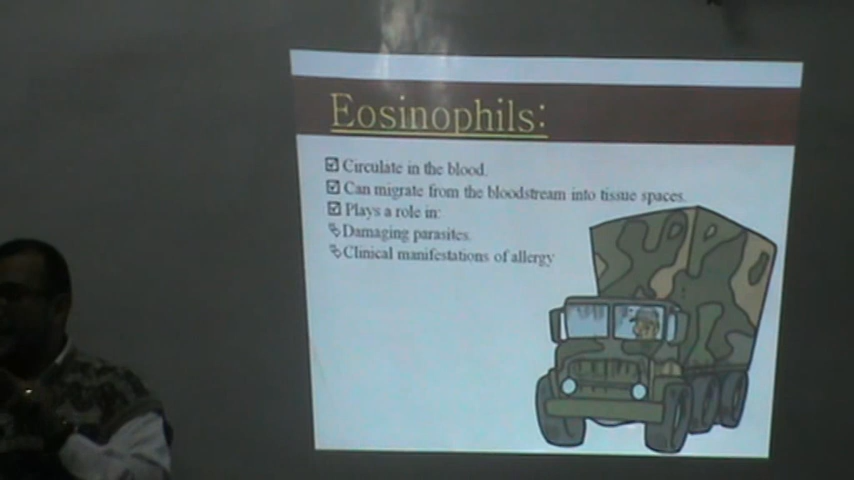 Eosinophils:
Circulate in the blood.
Can migrate from the bloodstream into tissue spaces.
Plays a role in:
Damaging parasites.
Clinical manifestations of allergy